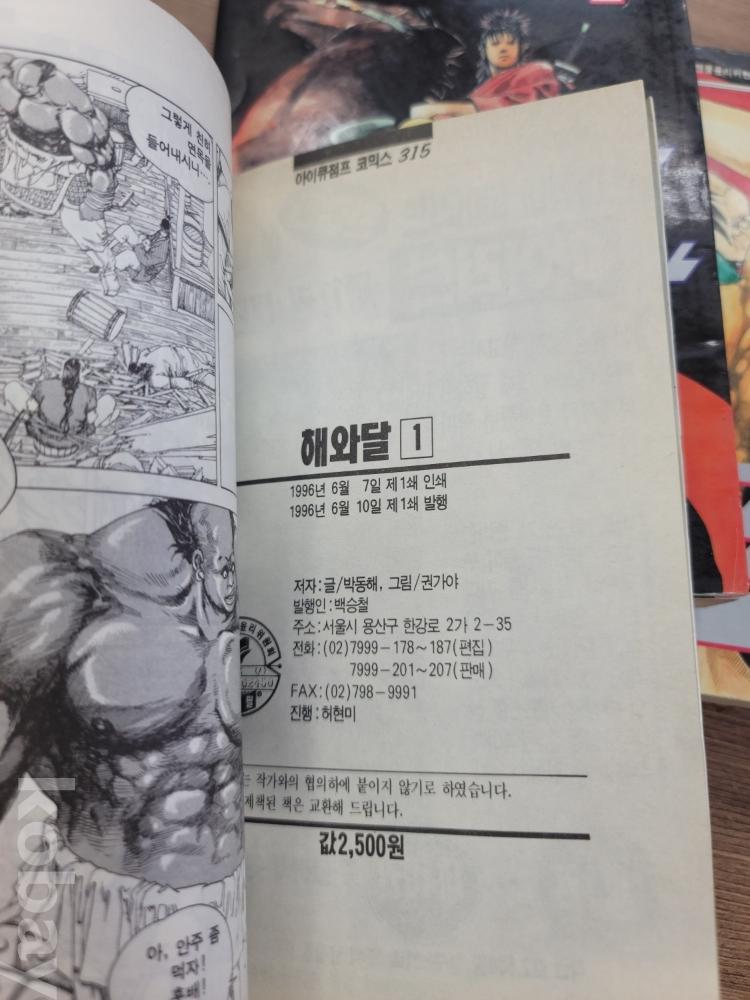 그렇게 친히
면목을
들어내시니‥‥
아이큐점프 코믹스 315
해와달 1
1996년 6월 7일 제1쇄 인쇄
1996년 6월 10일 제1쇄 발행
저자:글/박동해, 그림/권가야
발행인:백승철
주소:서울시 용산구 한강로 2가 2-35
전화:(02)7999-178~187(편집)
7999-201~207(판매)
FAX:(02)798-9991
진행:허현미
는 작가와의 협의하에 붙이지 않기로 하였습니다.
제책된 책은 교환해 드립니다.
값2,500원
아, 안주 좀
먹자!
후배!
kobay